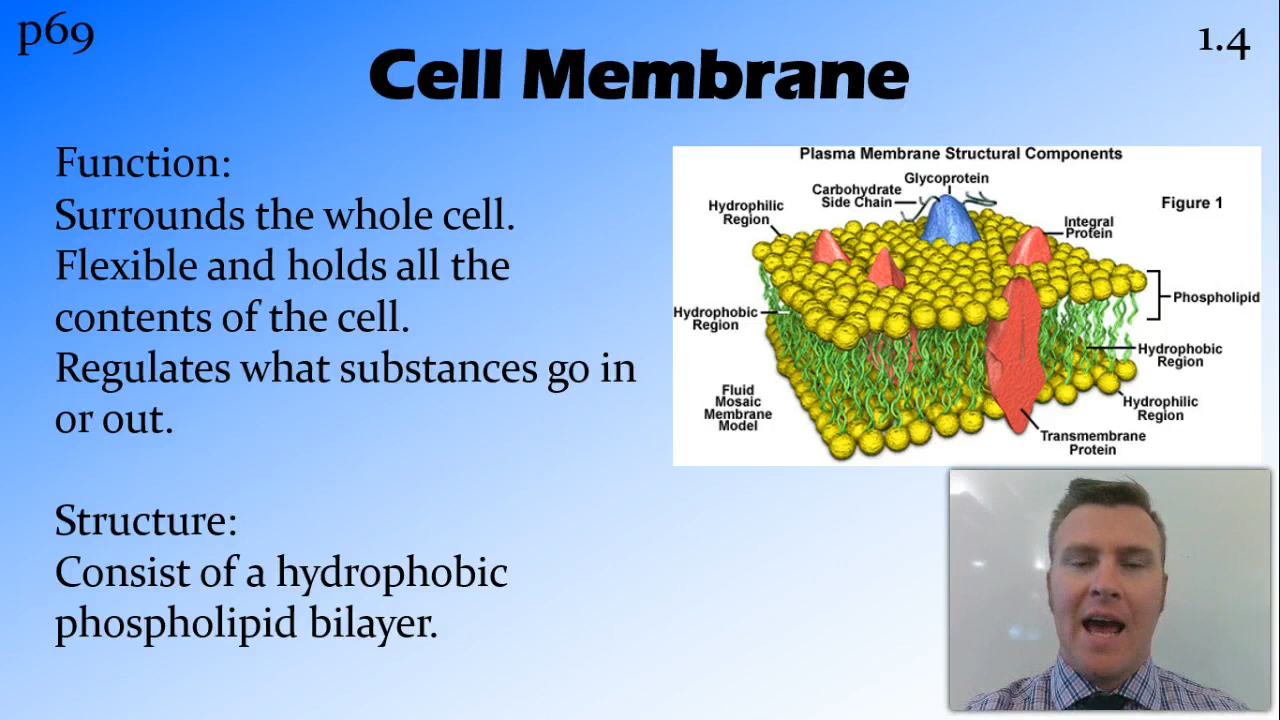 p69
1.4
Cell Membrane
Function:
Surrounds the whole cell.
Flexible and holds all the
contents of the cell.
Regulates what substances go in
or out.
Structure:
Consist of a hydrophobic
phospholipid bilayer.
Plasma Membrane Structural Components
Figure 1
Glycoprotein
Carbohydrate
Side Chain
Hydrophilic
Region
Integral
Protein
Phospholipid
Hydrophobic
Region
Hydrophobic
Region
Fluid
Mosaic
Membrane
Model
Hydrophilic
Region
Transmembrane
Protein